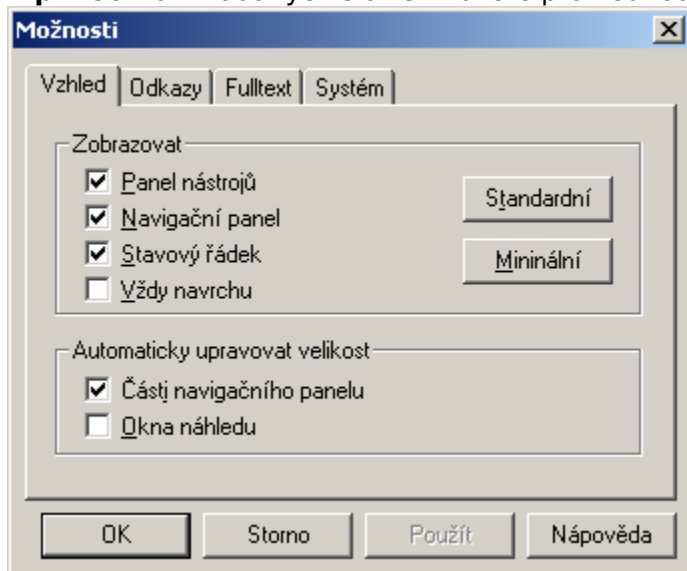 Možnosti
Vzhled Odkazy Fulltext Systém
Zobrazovat
Panel nástrojů
Standardní
Navigační panel
Stavový řádek
Mininální
Vždy navrchu
Automaticky upravovat velikost
Části navigačního panelu
Okna náhledu
OK Storno Použít Nápověda